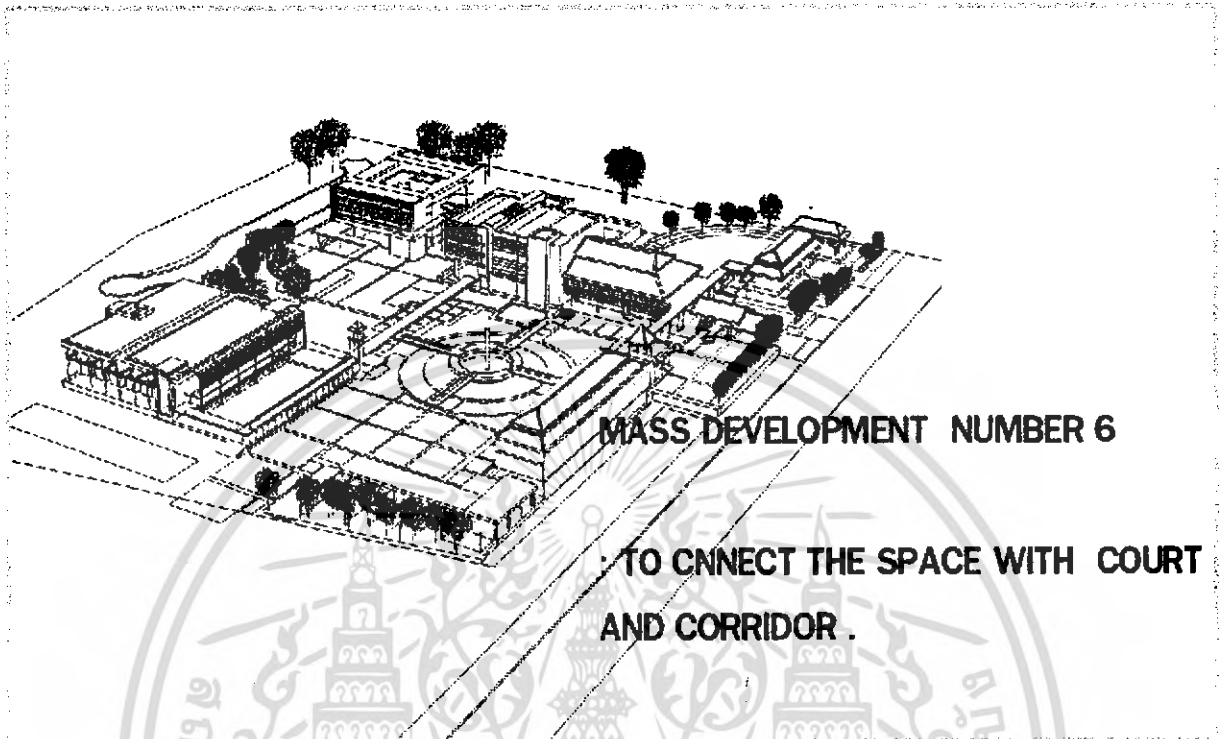 MASS DEVELOPMENT NUMBER 6
: TO CNNECT THE SPACE WITH COURT
AND CORRIDOR .